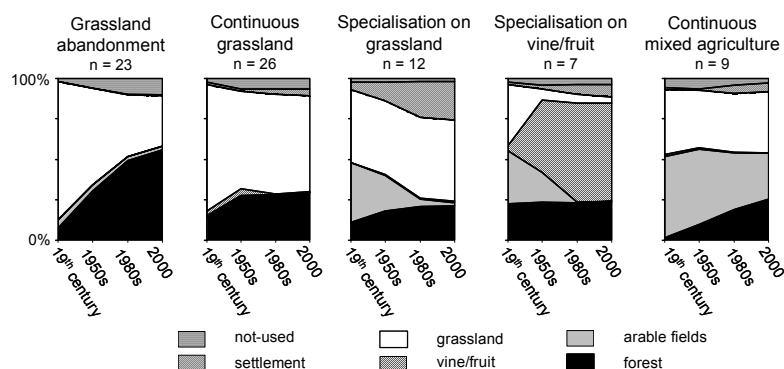 Grassland
abandonment
n = 23
Continuous
grassland
n = 26
Specialisation on
grassland
n = 12
Specialisation on
vine/fruit
n = 7
Continuous
mixed agriculture
n = 9
100%
0%
19th century
1950s
1980s
2000
19th century
1950s
1980s
2000
19th century
1950s
1980s
2000
19th century
1950s
1980s
2000
19th century
1950s
1980s
2000
not-used
grassland
arable fields
settlement
vine/fruit
forest